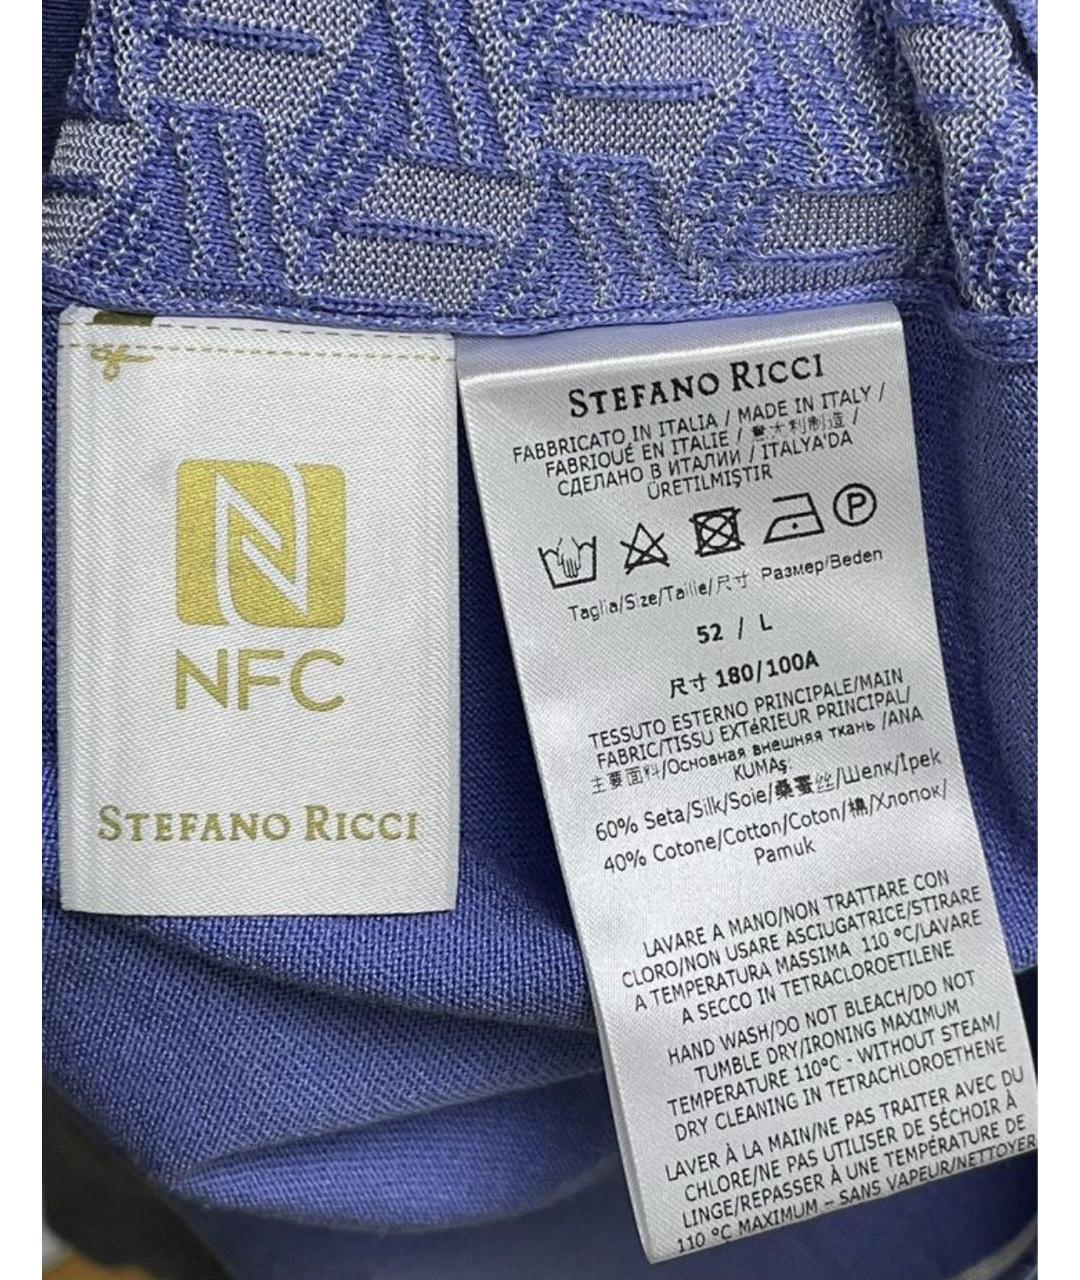 NFC
STEFANO RICCI
STEFANO RICCI
FABBRICATO IN ITALIA / MADE IN ITALY /
FABRIQUÉ EN ITALIE / 意大利制造 /
СДЕЛАНО В ИТАЛИИ / ITALYA'DA
ÜRETILMIŞTIR
P
Taglia/Size/Taille/尺寸 Размер/Beden
52 / L
尺寸 180/100A
TESSUTO ESTERNO PRINCIPALE/MAIN
FABRIC/TISSU EXTéRIEUR PRINCIPAL/
主要面料/Основная внешняя ткань /ANA
KUMAş:
60% Seta/Silk/Soie/桑蚕丝/Шелк/İpek
40% Cotone/Cotton/Coton/棉/Хлопок/
Pamuk
LAVARE A MANO/NON TRATTARE CON
CLORO/NON USARE ASCIUGATRICE/STIRARE
A TEMPERATURA MASSIMA 110 °C/LAVARE
A SECCO IN TETRACLOROETILENE
HAND WASH/DO NOT BLEACH/DO NOT
TUMBLE DRY/IRONING MAXIMUM
TEMPERATURE 110°C - WITHOUT STEAM/
DRY CLEANING IN TETRACHLOROETHENE
LAVER À LA MAIN/NE PAS TRAITER AVEC DU
CHLORE/NE PAS UTILISER DE SÉCHOIR À
LINGE/REPASSER À UNE TEMPÉRATURE DE
110 °C MAXIMUM – SANS VAPEUR/NETTOYER